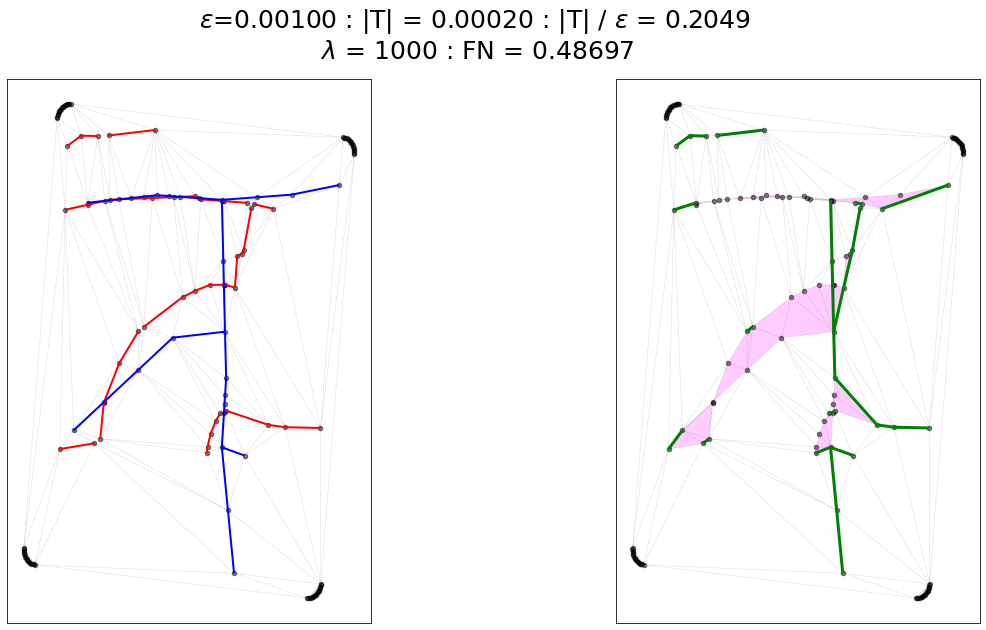 ε=0.00100 : |T| = 0.00020 : |T| / ε = 0.2049
λ = 1000 : FN = 0.48697